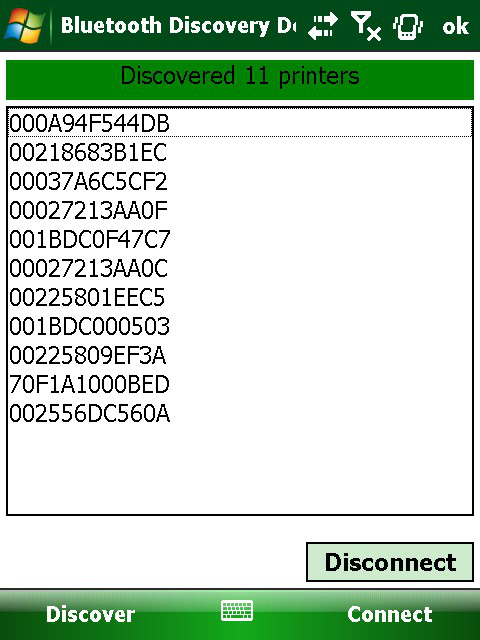 Bluetooth Discovery D
ok
Discovered 11 printers
000A94F544DB
00218683B1EC
00037A6C5CF2
00027213AA0F
001BDC0F47C7
00027213AA0C
00225801EEC5
001BDC000503
00225809EF3A
70F1A1000BED
002556DC560A
Disconnect
Discover
Connect